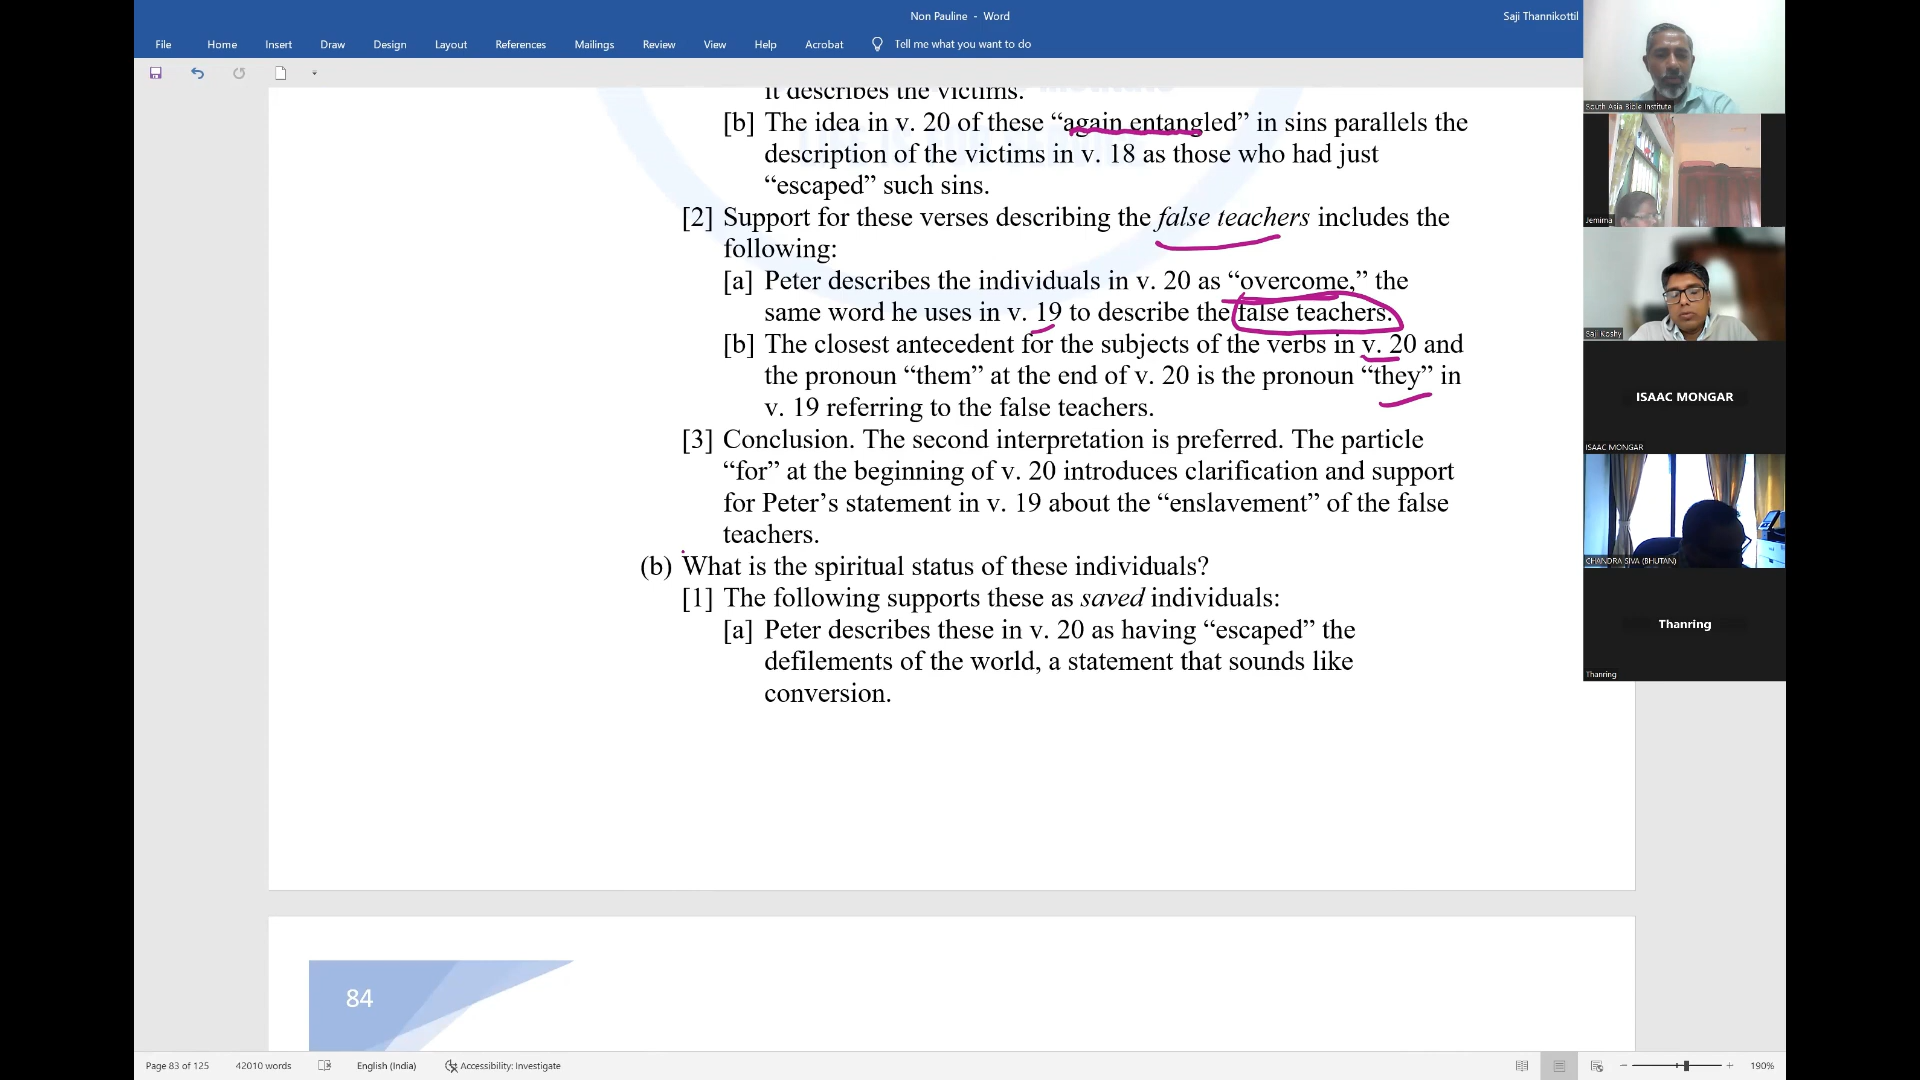 Non Pauline - Word
Saji Thannikottil
File Home Insert Draw Design Layout References Mailings Review View Help Acrobat Tell me what you want to do
it describes the victims.
[b] The idea in v. 20 of these “again entangled” in sins parallels the
description of the victims in v. 18 as those who had just
“escaped” such sins.
[2] Support for these verses describing the false teachers includes the
following:
[a] Peter describes the individuals in v. 20 as “overcome,” the
same word he uses in v. 19 to describe the false teachers.
[b] The closest antecedent for the subjects of the verbs in v. 20 and
the pronoun “them” at the end of v. 20 is the pronoun “they” in
v. 19 referring to the false teachers.
[3] Conclusion. The second interpretation is preferred. The particle
“for” at the beginning of v. 20 introduces clarification and support
for Peter’s statement in v. 19 about the “enslavement” of the false
teachers.
(b) What is the spiritual status of these individuals?
[1] The following supports these as saved individuals:
[a] Peter describes these in v. 20 as having “escaped” the
defilements of the world, a statement that sounds like
conversion.
84
South Asia Bible Institute
Jemima
Saji Koshy
ISAAC MONGAR
ISAAC MONGAR
CHANDRA SIVA (BHUTAN)
Thanring
Thanring
Page 83 of 125 42010 words English (India) Accessibility: Investigate 190%